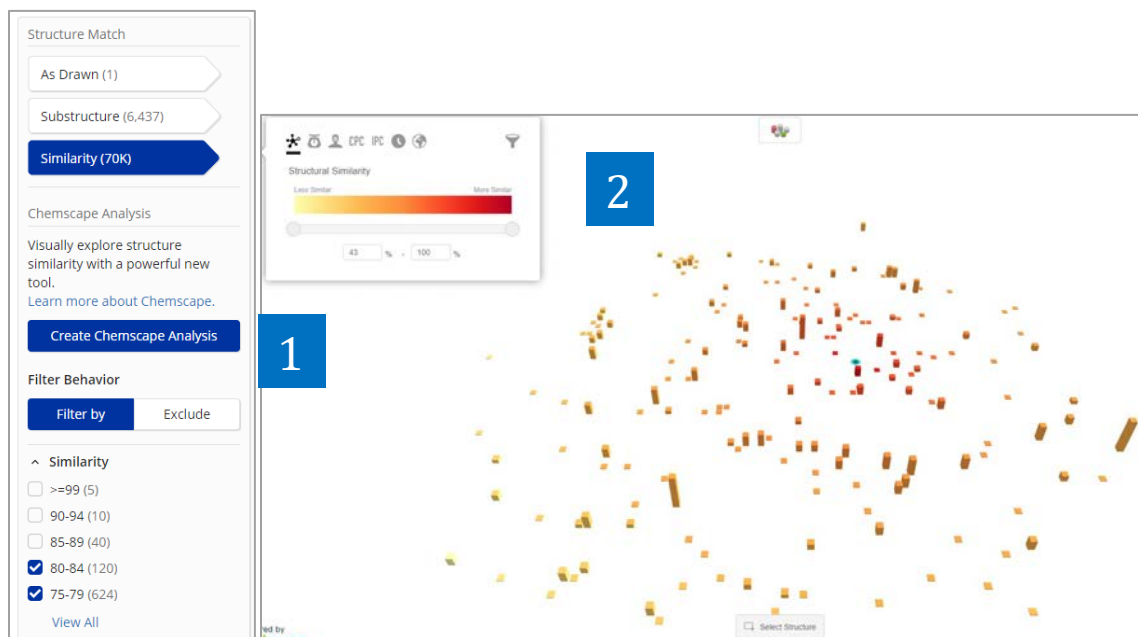 Structure Match
As Drawn (1)
Substructure (6,437)
Similarity (70K)
Chemscape Analysis
Visually explore structure
similarity with a powerful new
tool.
Learn more about Chemscape.
Create Chemscape Analysis
Filter Behavior
Filter by
Exclude
Similarity
>=99 (5)
90-94 (10)
85-89 (40)
80-84 (120)
75-79 (624)
View All
1
CPC IPC
Structural Similarity
Less Similar
More Similar
43 % - 100 %
2
Select Structure
ed by